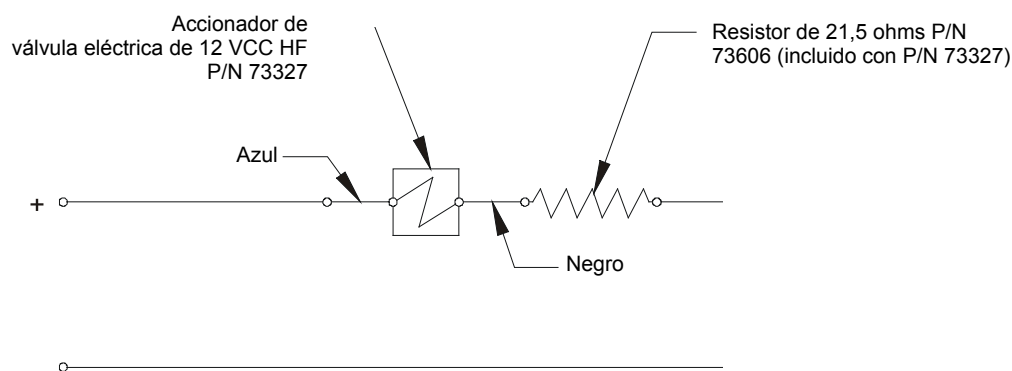 Accionador de
válvula eléctrica de 12 VCC HF
P/N 73327
Resistor de 21,5 ohms P/N
73606 (incluido con P/N 73327)
Azul
+
Negro